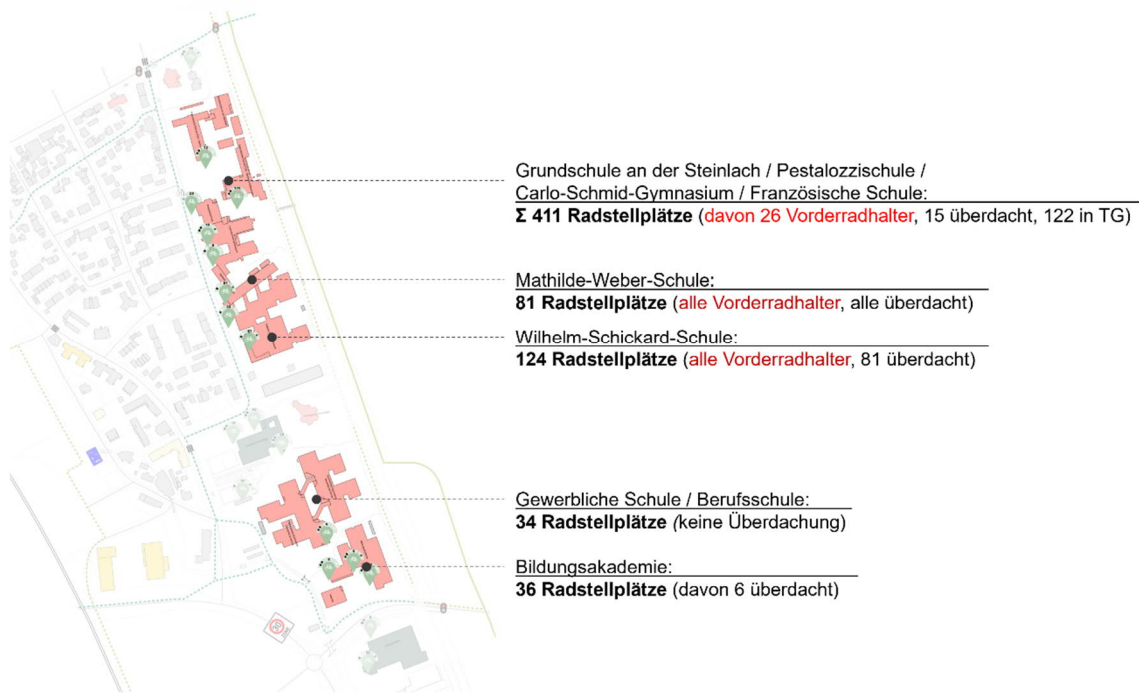 Grundschule an der Steinlach / Pestalozzischule /
Carlo-Schmid-Gymnasium / Französische Schule:
Σ 411 Radstellplätze (davon 26 Vorderradhalter, 15 überdacht, 122 in TG)
Mathilde-Weber-Schule:
81 Radstellplätze (alle Vorderradhalter, alle überdacht)
Wilhelm-Schickard-Schule:
124 Radstellplätze (alle Vorderradhalter, 81 überdacht)
Gewerbliche Schule / Berufsschule:
34 Radstellplätze (keine Überdachung)
Bildungsakademie:
36 Radstellplätze (davon 6 überdacht)